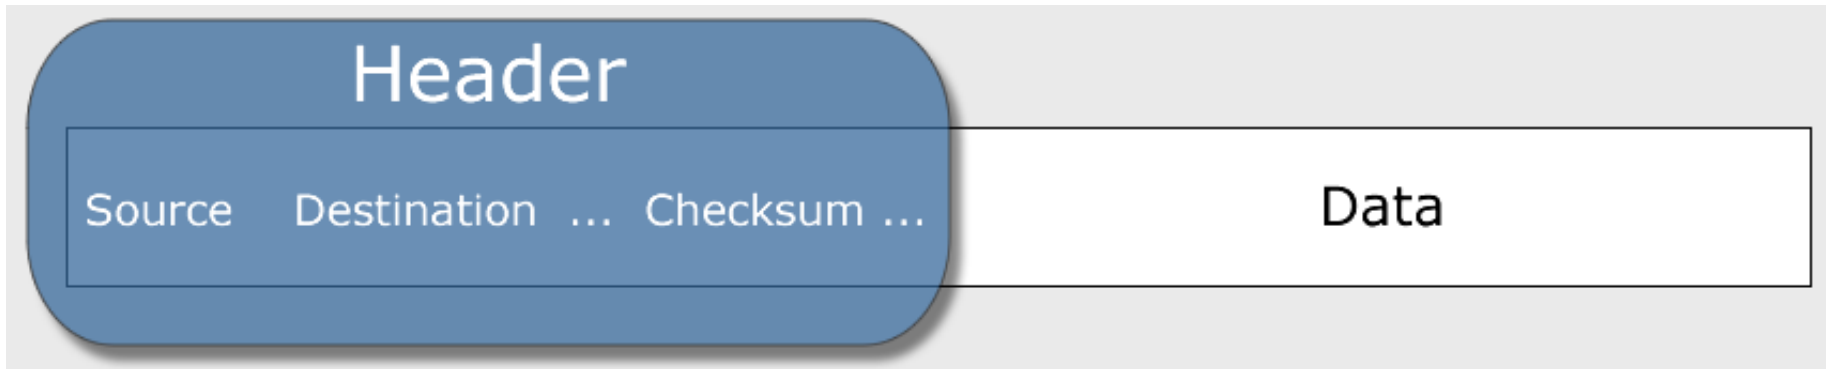 Header
Source Destination ... Checksum ... Data